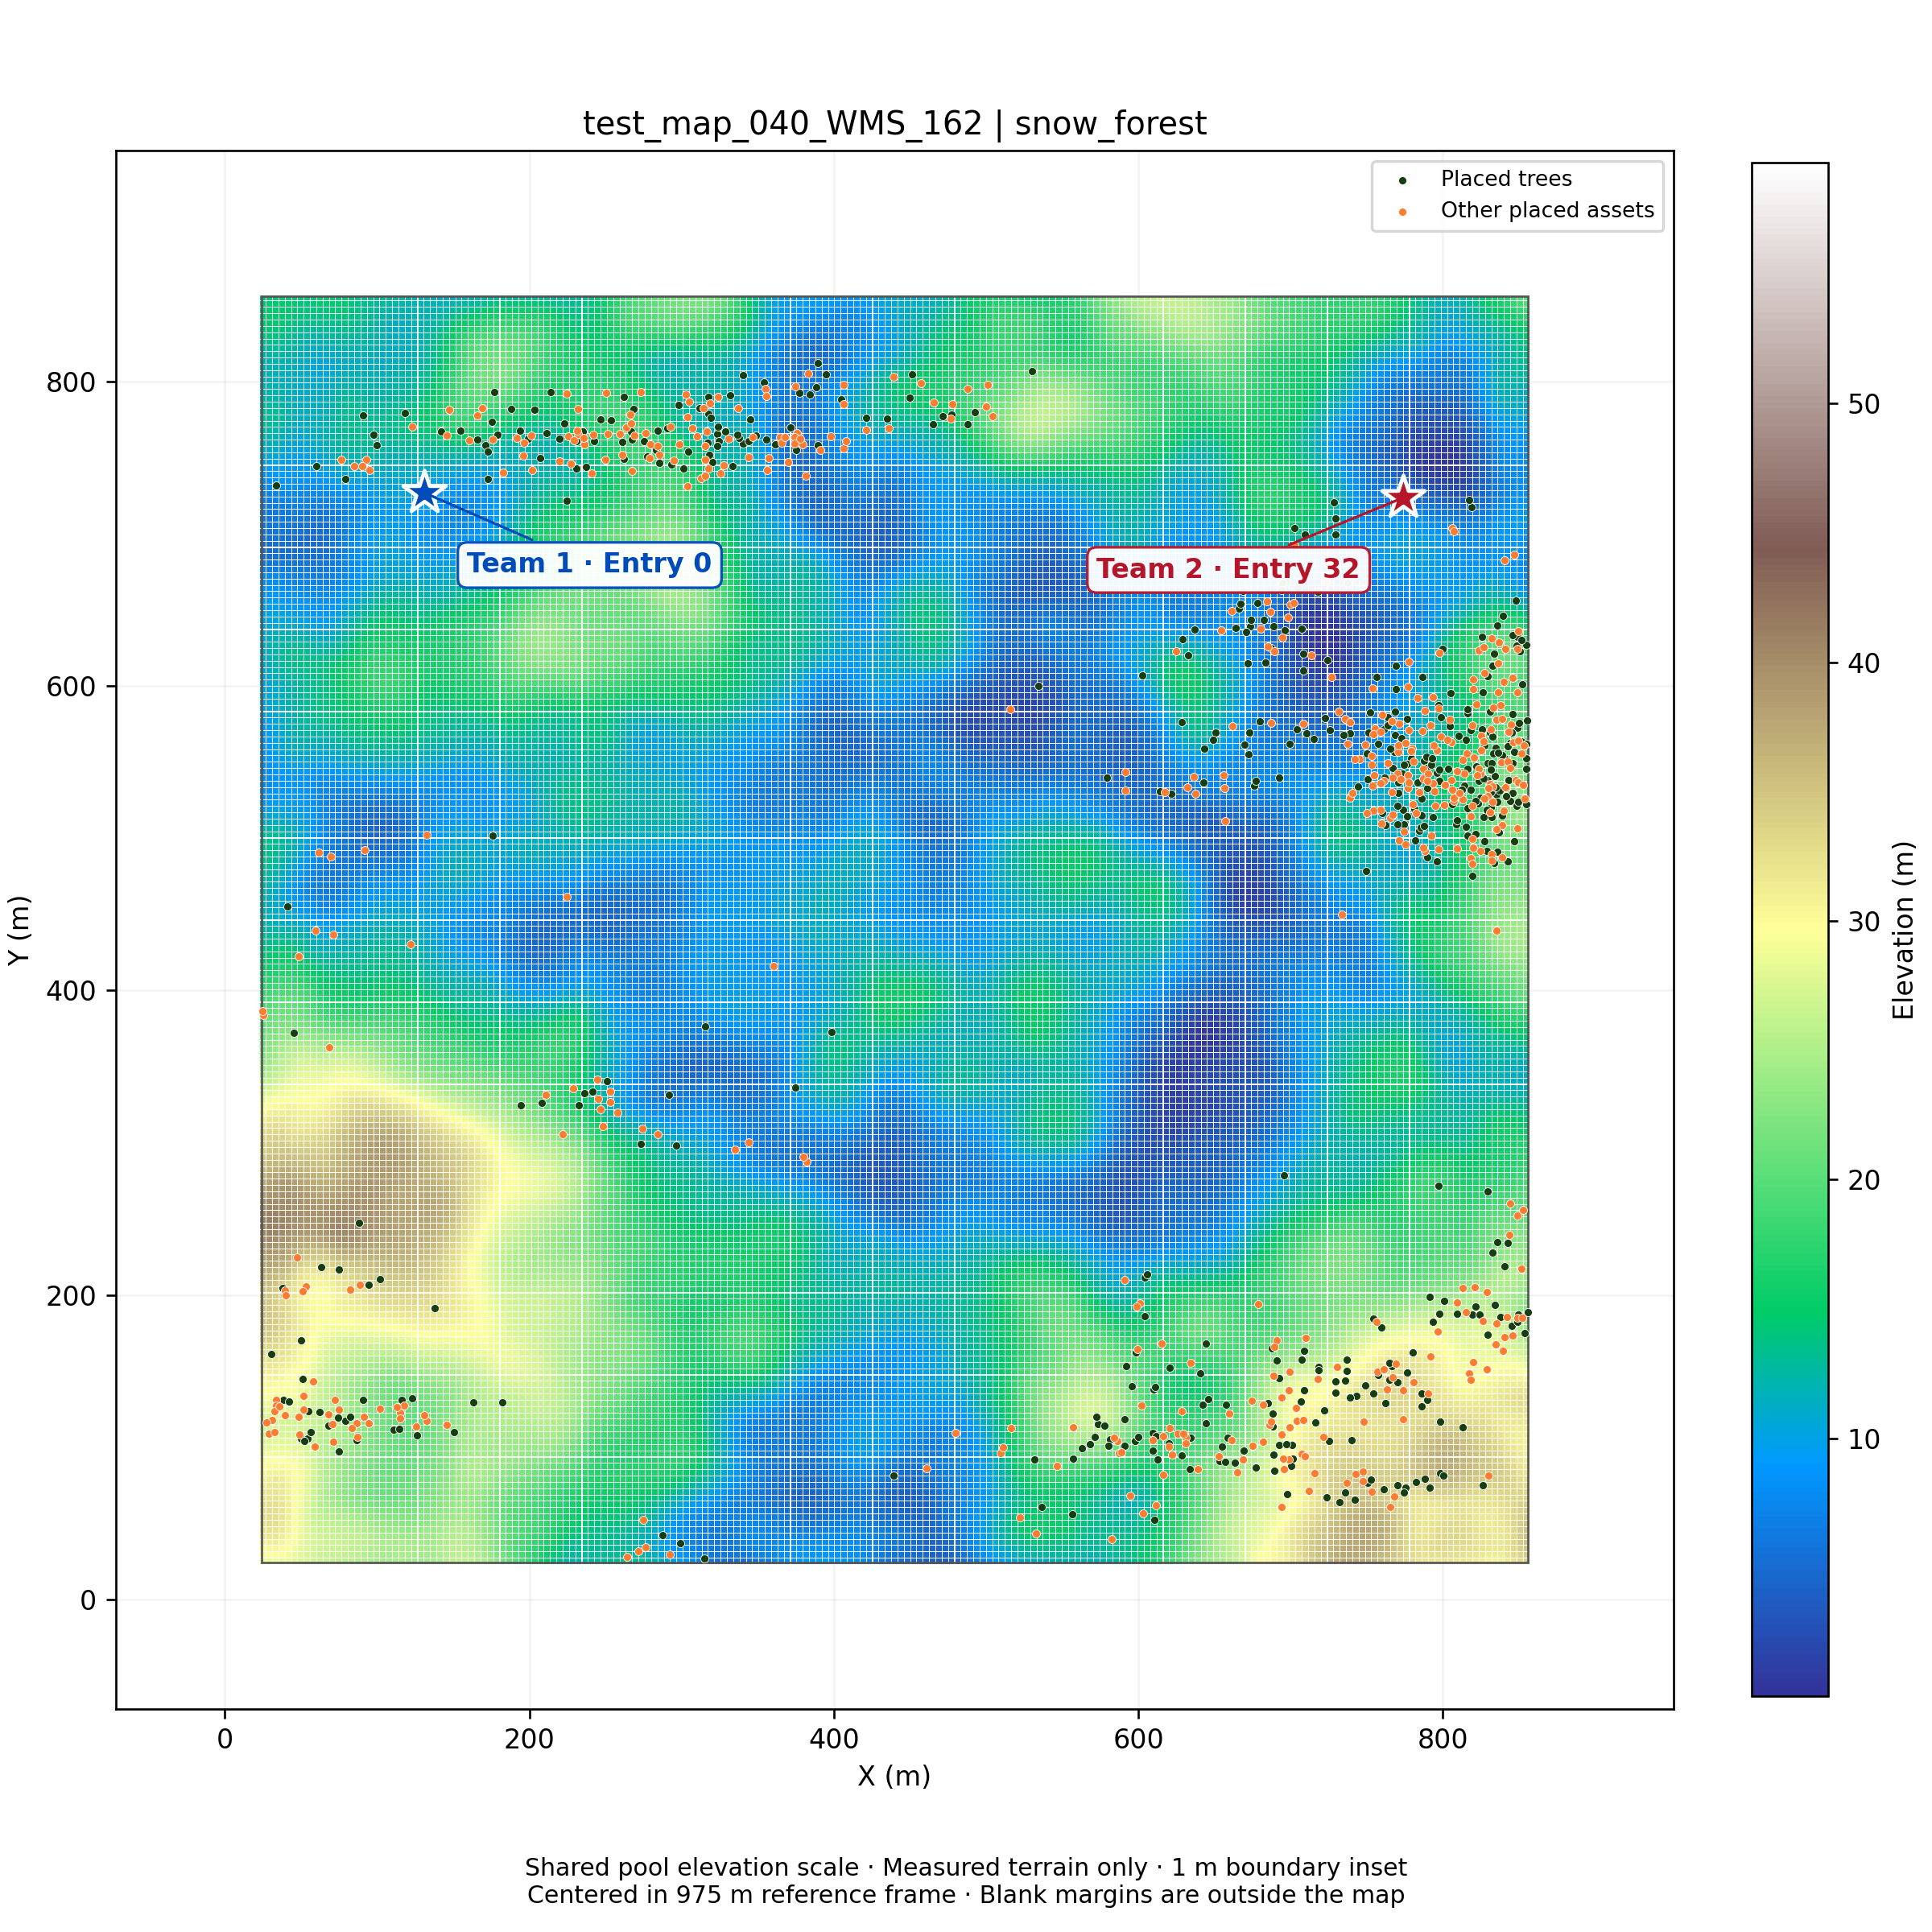 test_map_040_WMS_162 | snow_forest
Placed trees
Other placed assets
Team 1 · Entry 0
Team 2 · Entry 32
800
600
400
200
0
0
200
400
600
800
X (m)
Y (m)
50
40
30
20
10
Elevation (m)
Shared pool elevation scale · Measured terrain only · 1 m boundary inset
Centered in 975 m reference frame · Blank margins are outside the map